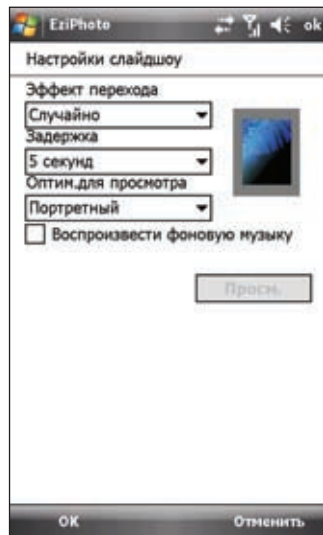 EziPhoto ok
Настройки слайдшоу
Эффект перехода
Случайно
Задержка
5 секунд
Оптим.для просмотра
Портретный
Воспроизвести фоновую музыку
Просм.
OK Отменить